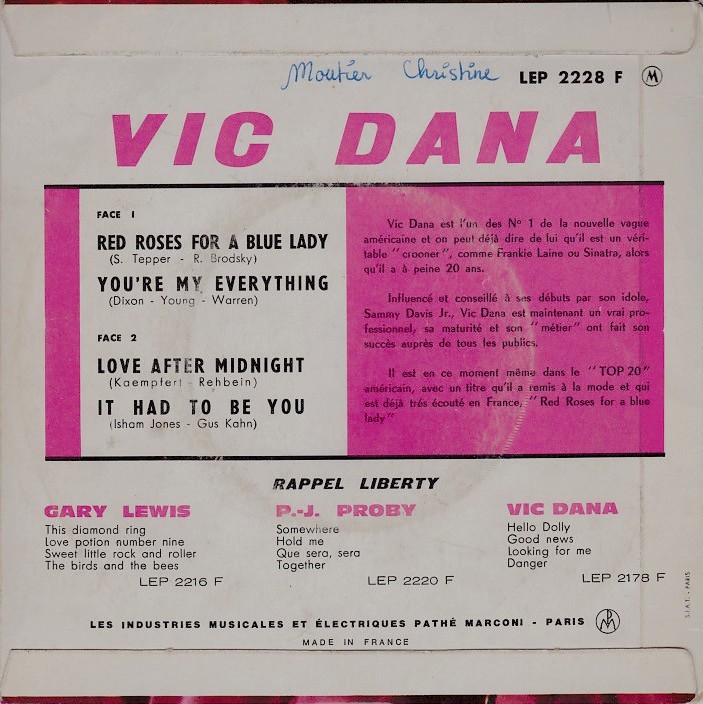 Moutier Christine LEP 2228 F M
VIC DANA
FACE 1
RED ROSES FOR A BLUE LADY
(S. Tepper - R. Brodsky)
YOU'RE MY EVERYTHING
(Dixon - Young - Warren)
FACE 2
LOVE AFTER MIDNIGHT
(Kaempfert - Rehbein)
IT HAD TO BE YOU
(Isham Jones - Gus Kahn)
Vic Dana est l'un des N° 1 de la nouvelle vague
américaine et on peut déjà dire de lui qu'il est un véri-
table "crooner", comme Frankie Laine ou Sinatra, alors
qu'il a à peine 20 ans.
Influencé et conseillé à ses débuts par son idole,
Sammy Davis Jr., Vic Dana est maintenant un vrai pro-
fessionnel, sa maturité et son "métier" ont fait son
succès auprès de tous les publics.
Il est en ce moment même dans le "TOP 20"
américain, avec un titre qu'il a remis à la mode et qui
est déjà trés écouté en France, "Red Roses for a blue
lady"
RAPPEL LIBERTY
GARY LEWIS
This diamond ring
Love potion number nine
Sweet little rock and roller
The birds and the bees
LEP 2216 F
P.-J. PROBY
Somewhere
Hold me
Que sera, sera
Together
LEP 2220 F
VIC DANA
Hello Dolly
Good news
Looking for me
Danger
LEP 2178 F
LES INDUSTRIES MUSICALES ET ÉLECTRIQUES PATHÉ MARCONI - PARIS PM
MADE IN FRANCE
S.I.A.T. - PARIS